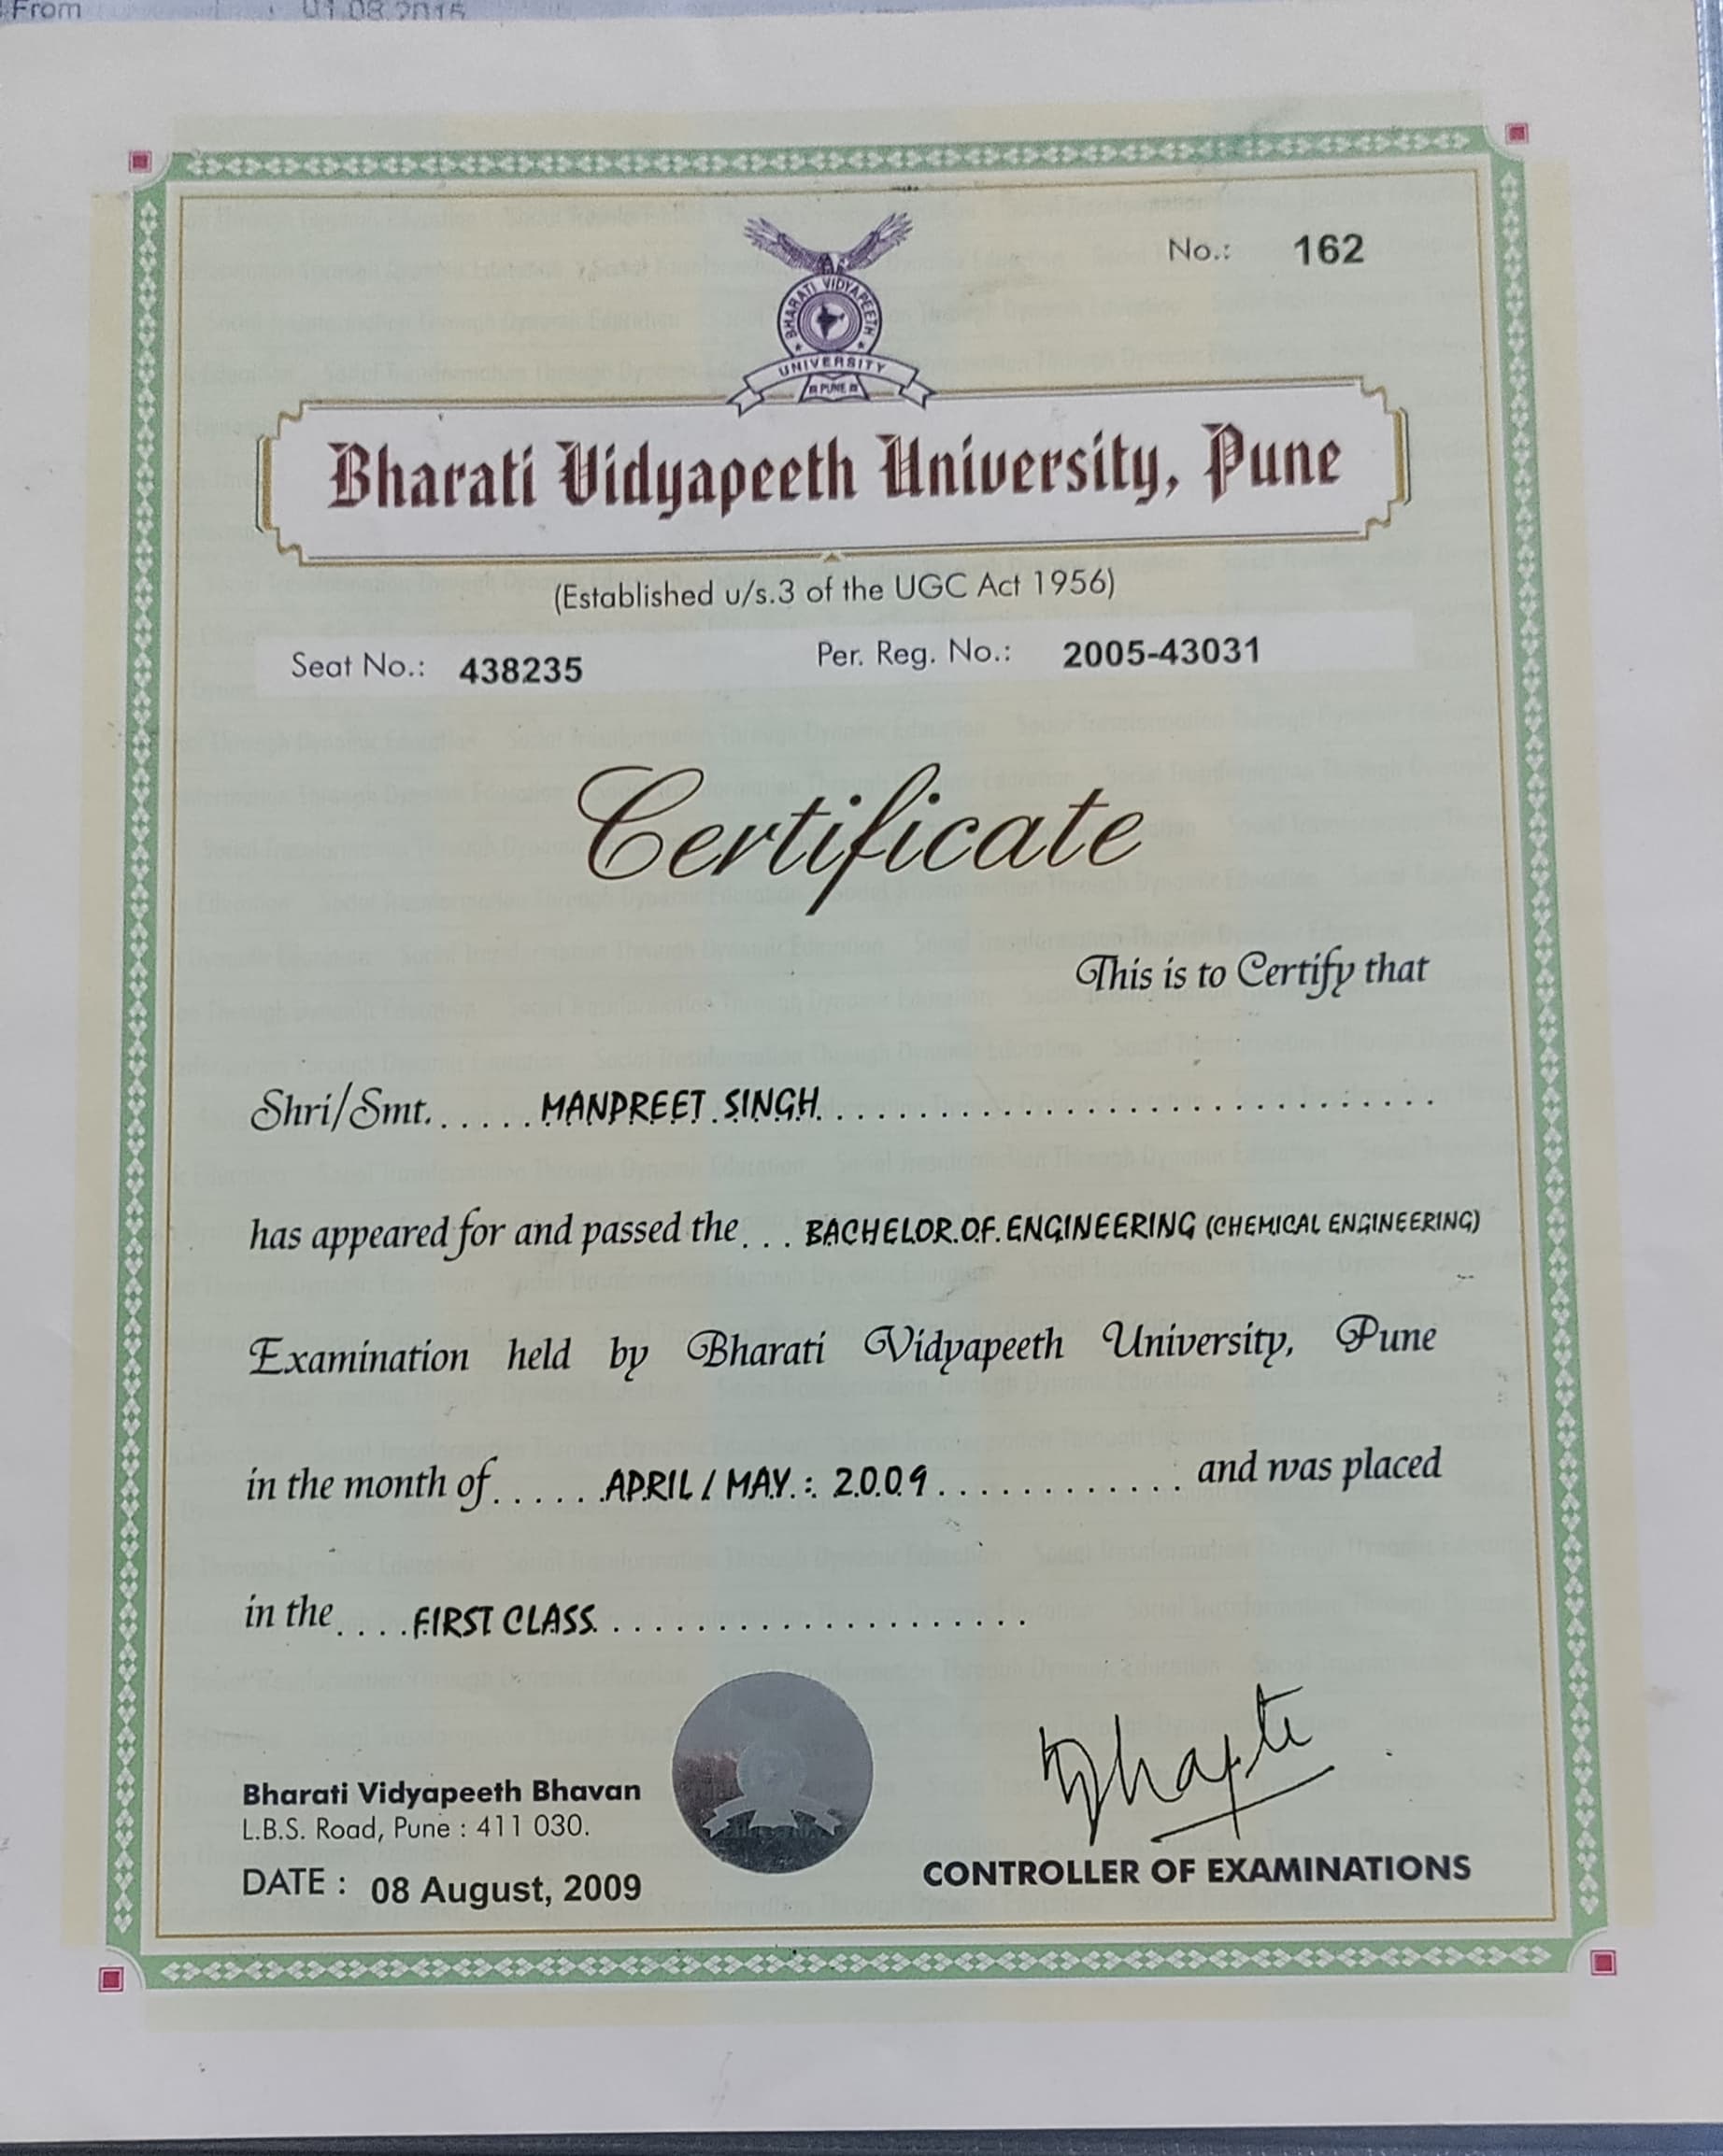 From 01.08.2015
No.: 162
BHARATI VIDYAPEETH
UNIVERSITY
PUNE
Bharati Vidyapeeth University, Pune
(Established u/s.3 of the UGC Act 1956)
Seat No.: 438235 Per. Reg. No.: 2005-43031
Certificate
This is to Certify that
Shri/Smt. ..... MANPREET SINGH ..............................
has appeared for and passed the ... BACHELOR OF ENGINEERING (CHEMICAL ENGINEERING)
Examination held by Bharati Vidyapeeth University, Pune
in the month of ...... APRIL / MAY : 2009 ............ and was placed
in the .... FIRST CLASS ....................
Bharati Vidyapeeth Bhavan
L.B.S. Road, Pune : 411 030.
DATE : 08 August, 2009
CONTROLLER OF EXAMINATIONS